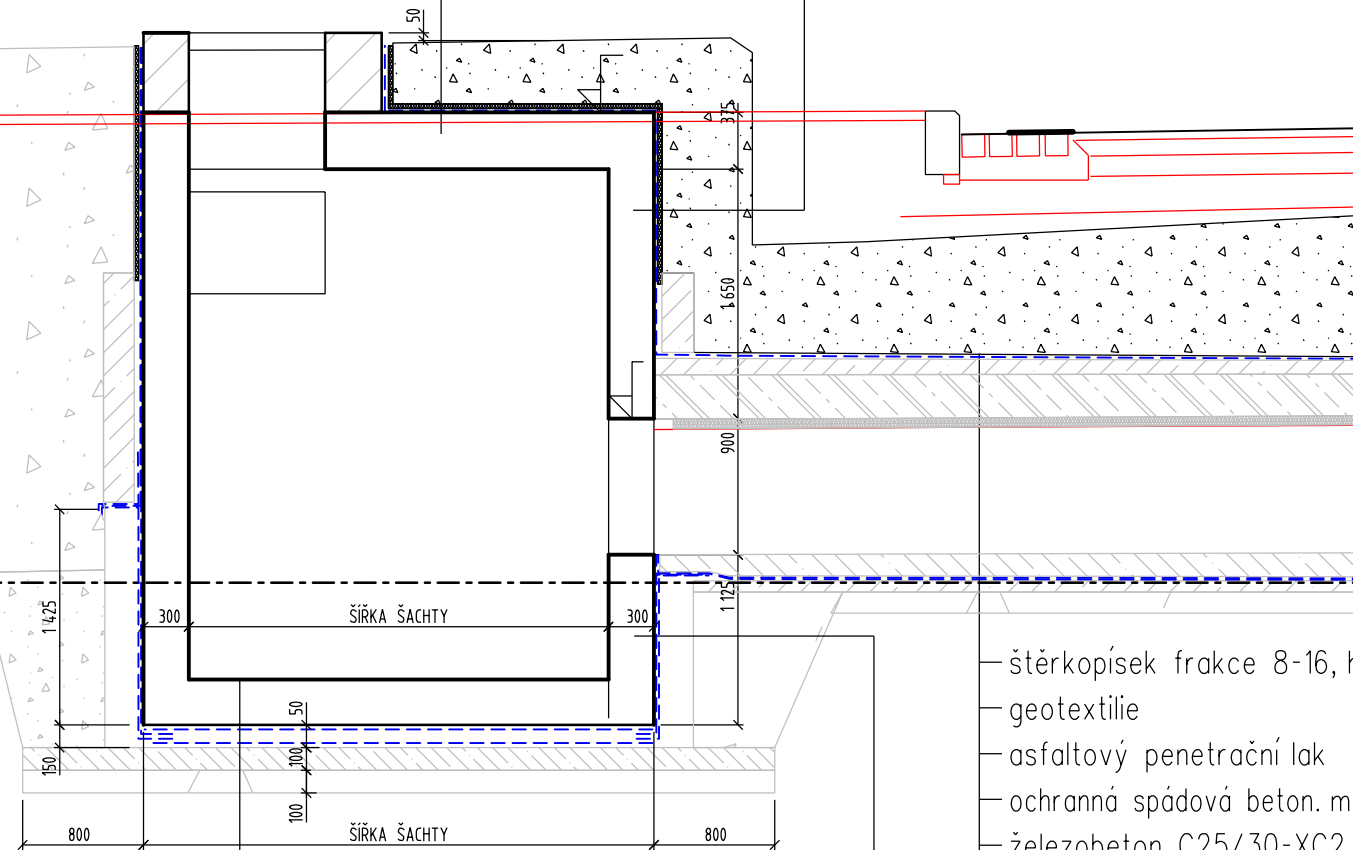 50
375
1 650
900
1 425
300
ŠÍŘKA ŠACHTY
300
1 125
štěrkopísek frakce 8-16,
geotextilie
50
asfaltový penetrační lak
150
100
ochranná spádová beton. m
100
800
ŠÍŘKA ŠACHTY
800
železobeton C25/30-XC2